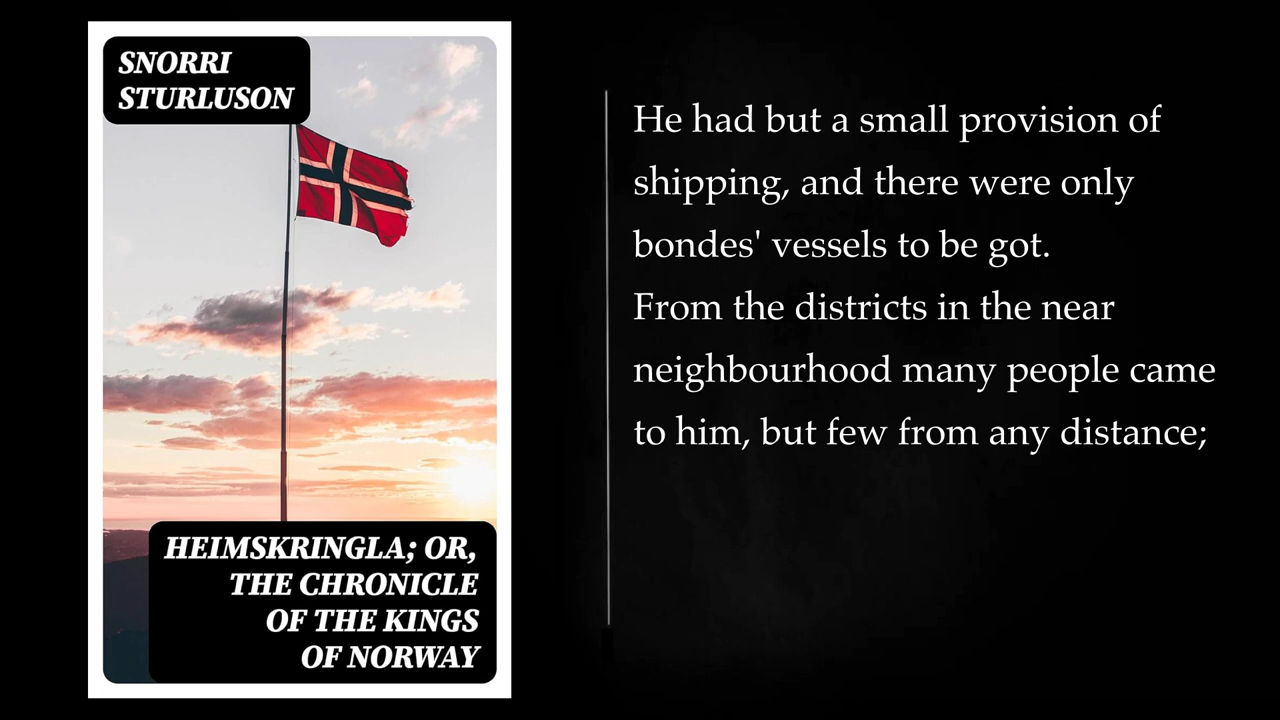 SNORRI
STURLUSON
HEIMSKRINGLA; OR,
THE CHRONICLE
OF THE KINGS
OF NORWAY
He had but a small provision of
shipping, and there were only
bondes' vessels to be got.
From the districts in the near
neighbourhood many people came
to him, but few from any distance;